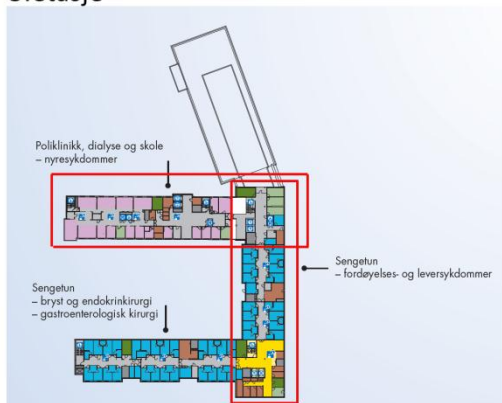 Poliklinikk, dialyse og skole
– nyresykdommer
Sengetun
– fordøyelses- og leversykdommer
Sengetun
– bryst og endokrinkirurgi
– gastroenterologisk kirurgi